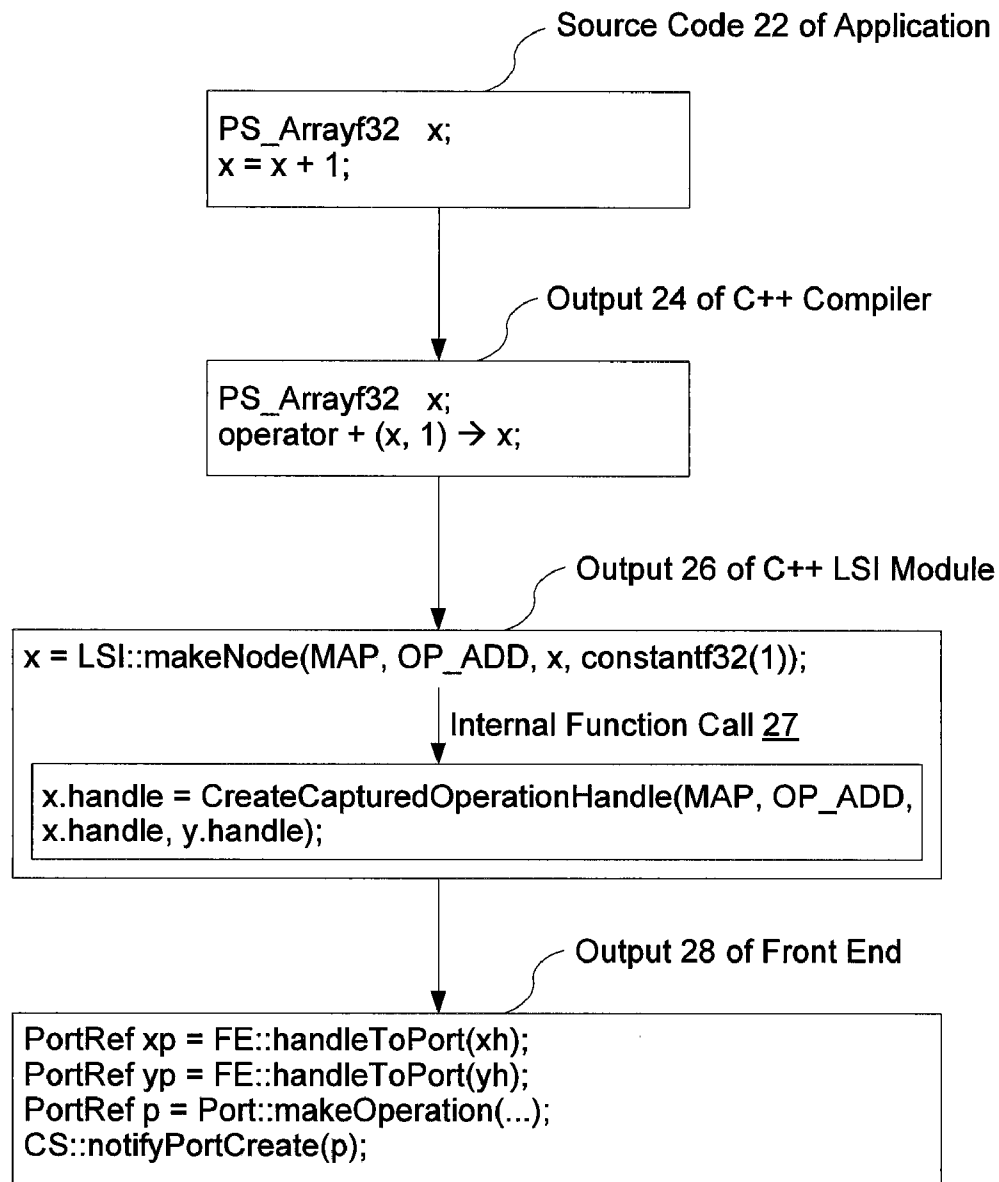 Source Code 22 of Application
PS_Arrayf32   x;
x = x + 1;
Output 24 of C++ Compiler
PS_Arrayf32   x;
operator + (x, 1) → x;
Output 26 of C++ LSI Module
x = LSI::makeNode(MAP, OP_ADD, x, constantf32(1));
Internal Function Call 27
x.handle = CreateCapturedOperationHandle(MAP, OP_ADD,
x.handle, y.handle);
Output 28 of Front End
PortRef xp = FE::handleToPort(xh);
PortRef yp = FE::handleToPort(yh);
PortRef p = Port::makeOperation(...);
CS::notifyPortCreate(p);